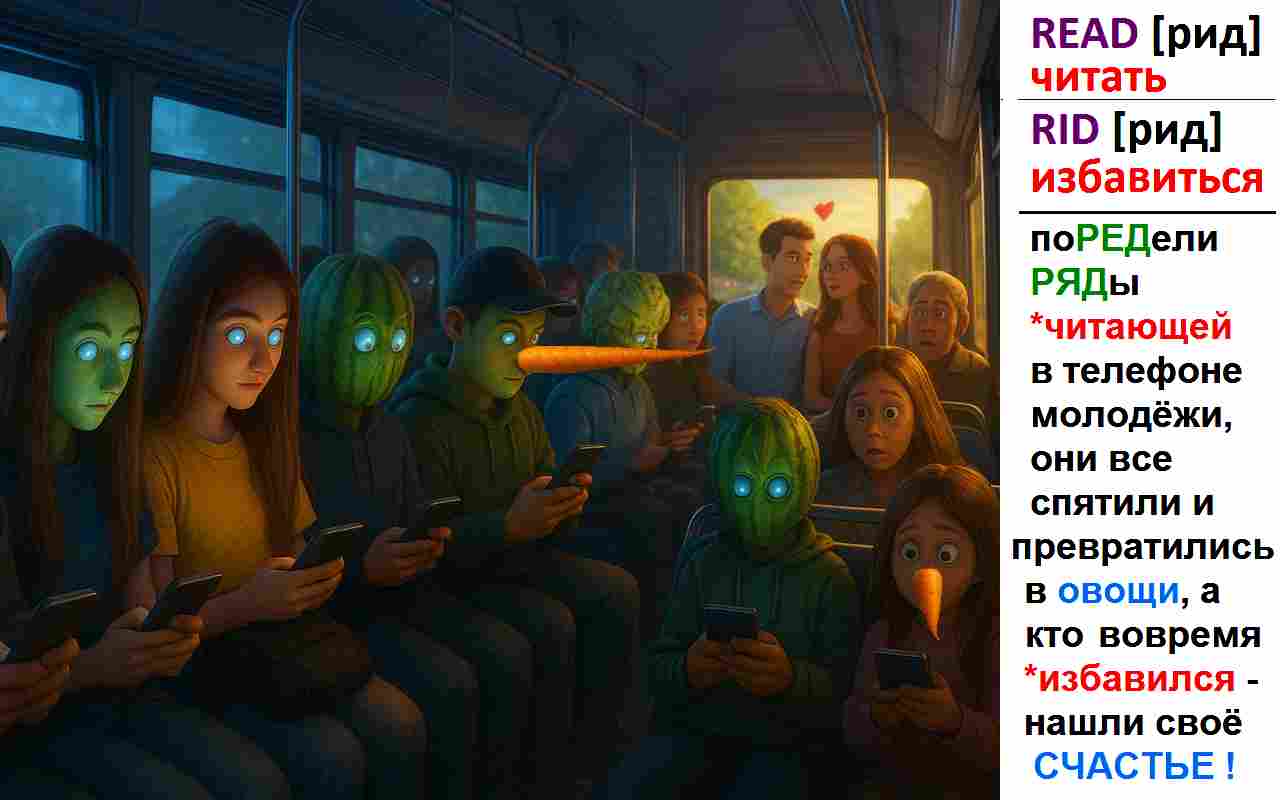 READ [рид]
читать
RID [рид]
избавиться
поРЕДели
РЯДы
*читающей
в телефоне
молодёжи,
они все
спятили и
превратились
в овощи, а
кто вовремя
*избавился -
нашли своё
СЧАСТЬЕ !